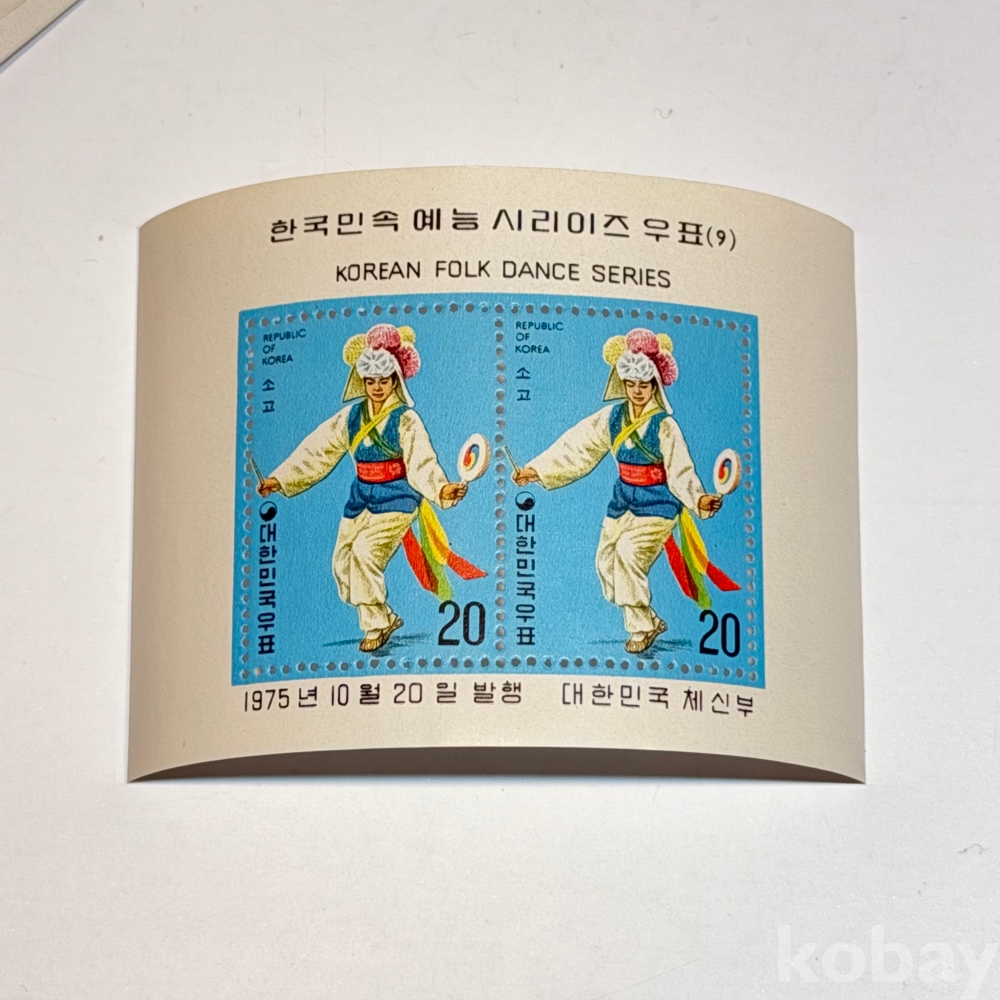 한국민속 예능 시리이즈 우표(9)
KOREAN FOLK DANCE SERIES
REPUBLIC
OF
KOREA
소고
대한민국우표
20
REPUBLIC
OF
KOREA
소고
대한민국우표
20
1975년 10월 20일 발행 대한민국 체신부
kobay